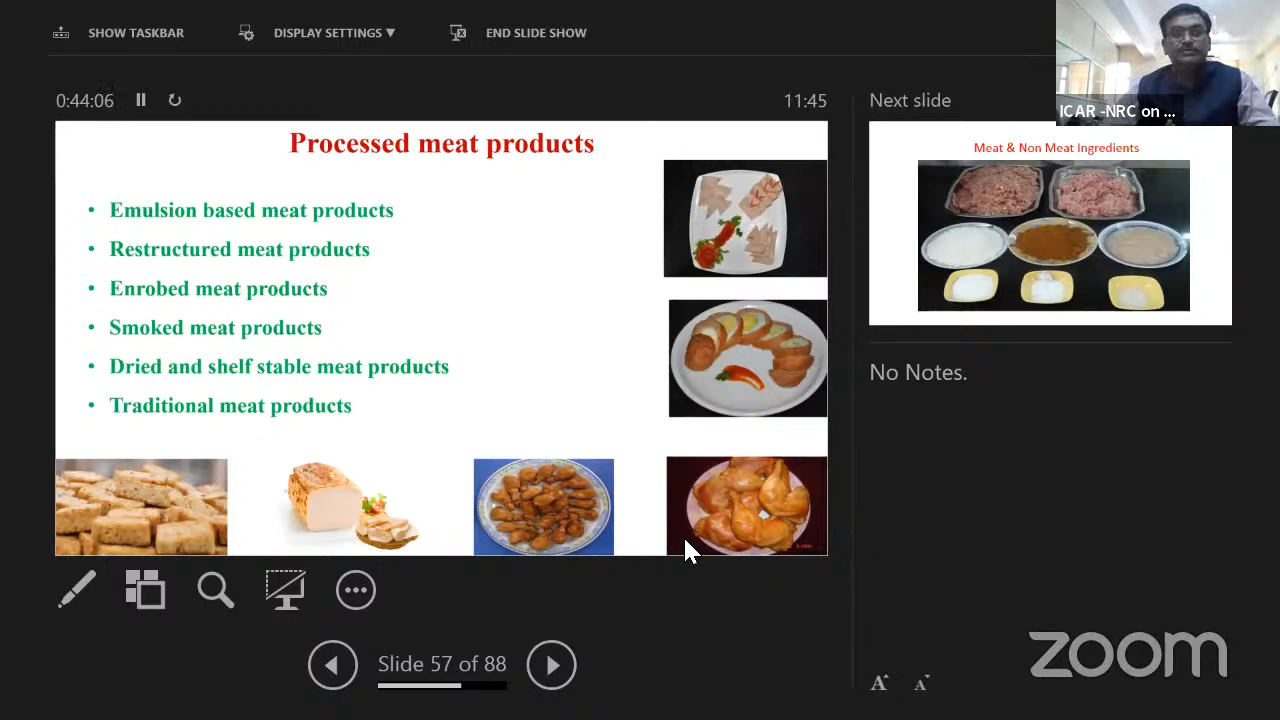 SHOW TASKBAR
DISPLAY SETTINGS ▼
END SLIDE SHOW
0:44:06
11:45
Next slide
ICAR -NRC on ...
Processed meat products
• Emulsion based meat products
• Restructured meat products
• Enrobed meat products
• Smoked meat products
• Dried and shelf stable meat products
• Traditional meat products
Meat & Non Meat Ingredients
No Notes.
Slide 57 of 88
zoom
A A